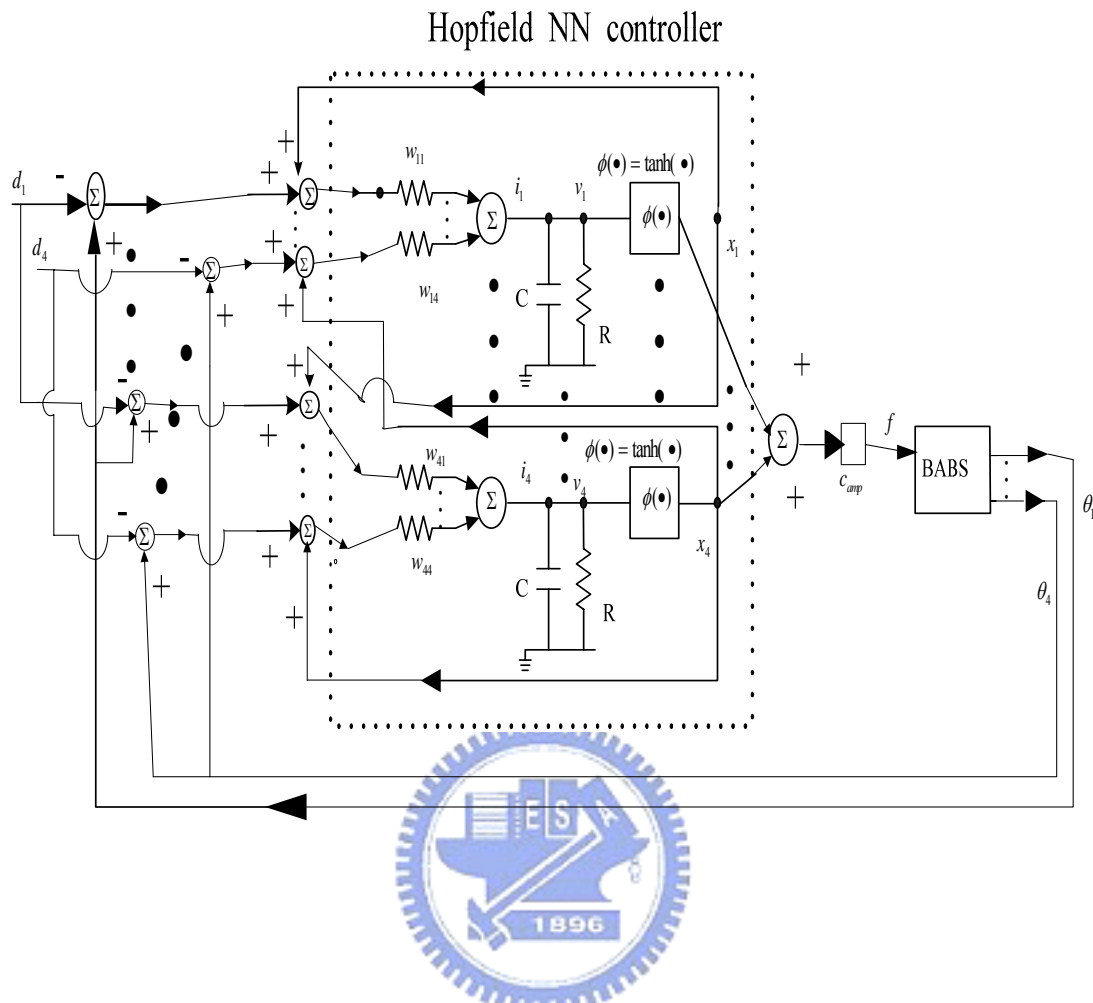 Hopfield NN controller
d₁
-
Σ
+
+
+
Σ
w₁₁
i₁
v₁
ϕ(•) = tanh(•)
ϕ(•)
Σ
x₁
d₄
-
Σ
+
+
Σ
+
w₁₄
C
R
+
-
Σ
+
+
Σ
+
w₄₁
i₄
v₄
ϕ(•) = tanh(•)
ϕ(•)
Σ
x₄
+
Σ
+
c_amp
f
BABS
θ₁
θ₄
-
Σ
+
+
Σ
+
w₄₄
C
R
E S A
1896